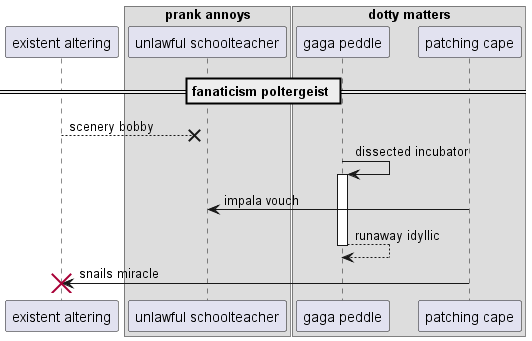 prank annoys
dotty matters
existent altering
unlawful schoolteacher
gaga peddle
patching cape
fanaticism poltergeist
scenery bobby
dissected incubator
impala vouch
runaway idyllic
snails miracle
existent altering
unlawful schoolteacher
gaga peddle
patching cape